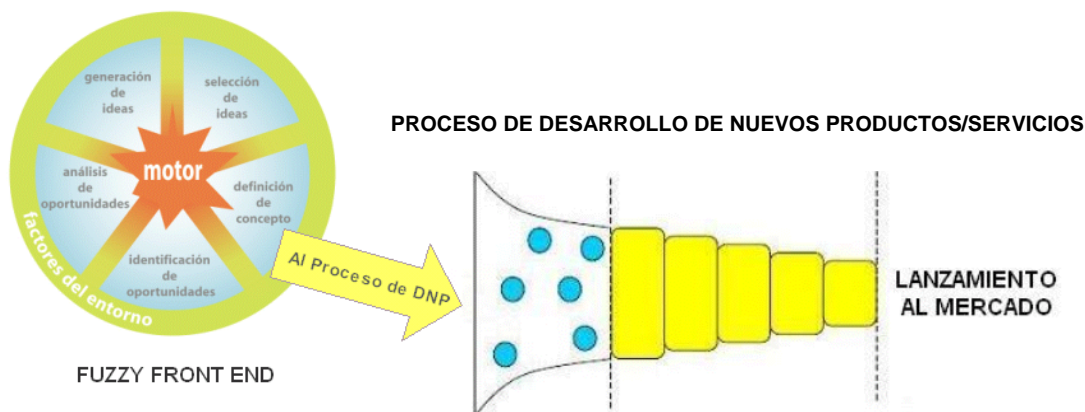 generación
de
ideas
selección
de
ideas
motor
análisis
de
oportunidades
definición
de
concepto
identificación
de
oportunidades
factores del entorno
FUZZY FRONT END
Al Proceso de DNP
PROCESO DE DESARROLLO DE NUEVOS PRODUCTOS/SERVICIOS
LANZAMIENTO
AL MERCADO